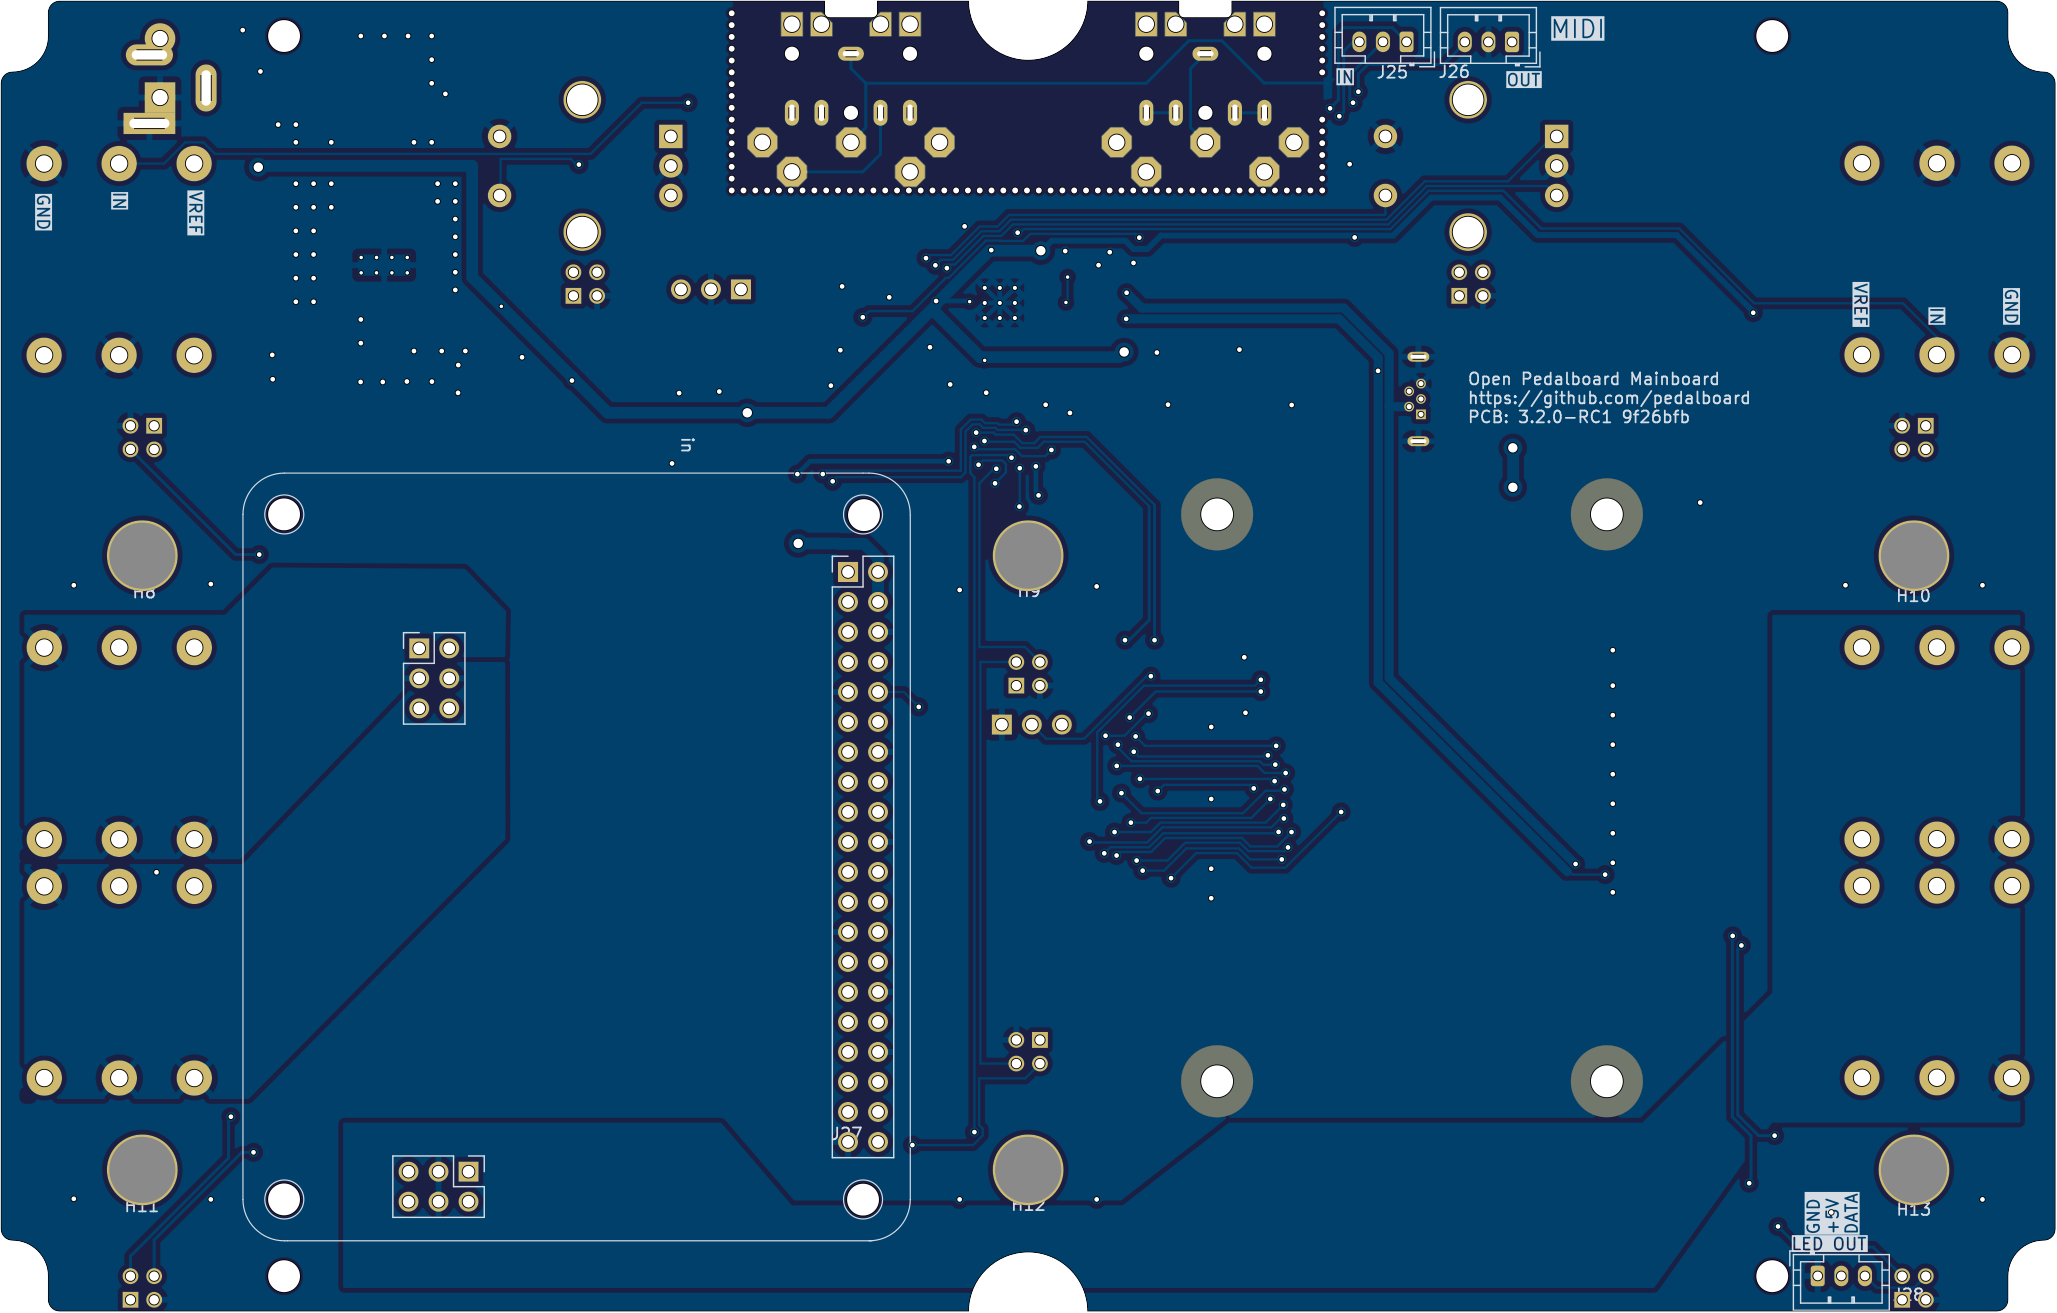 MIDI
IN
J25
J26
OUT
GND
IN
VREF
VREF
IN
GND
Open Pedalboard Mainboard
https://github.com/pedalboard
PCB: 3.2.0-RC1 9f26bfb
in
H8
H9
H10
J27
H11
H12
H13
GND
+5V
DATA
LED OUT
J28